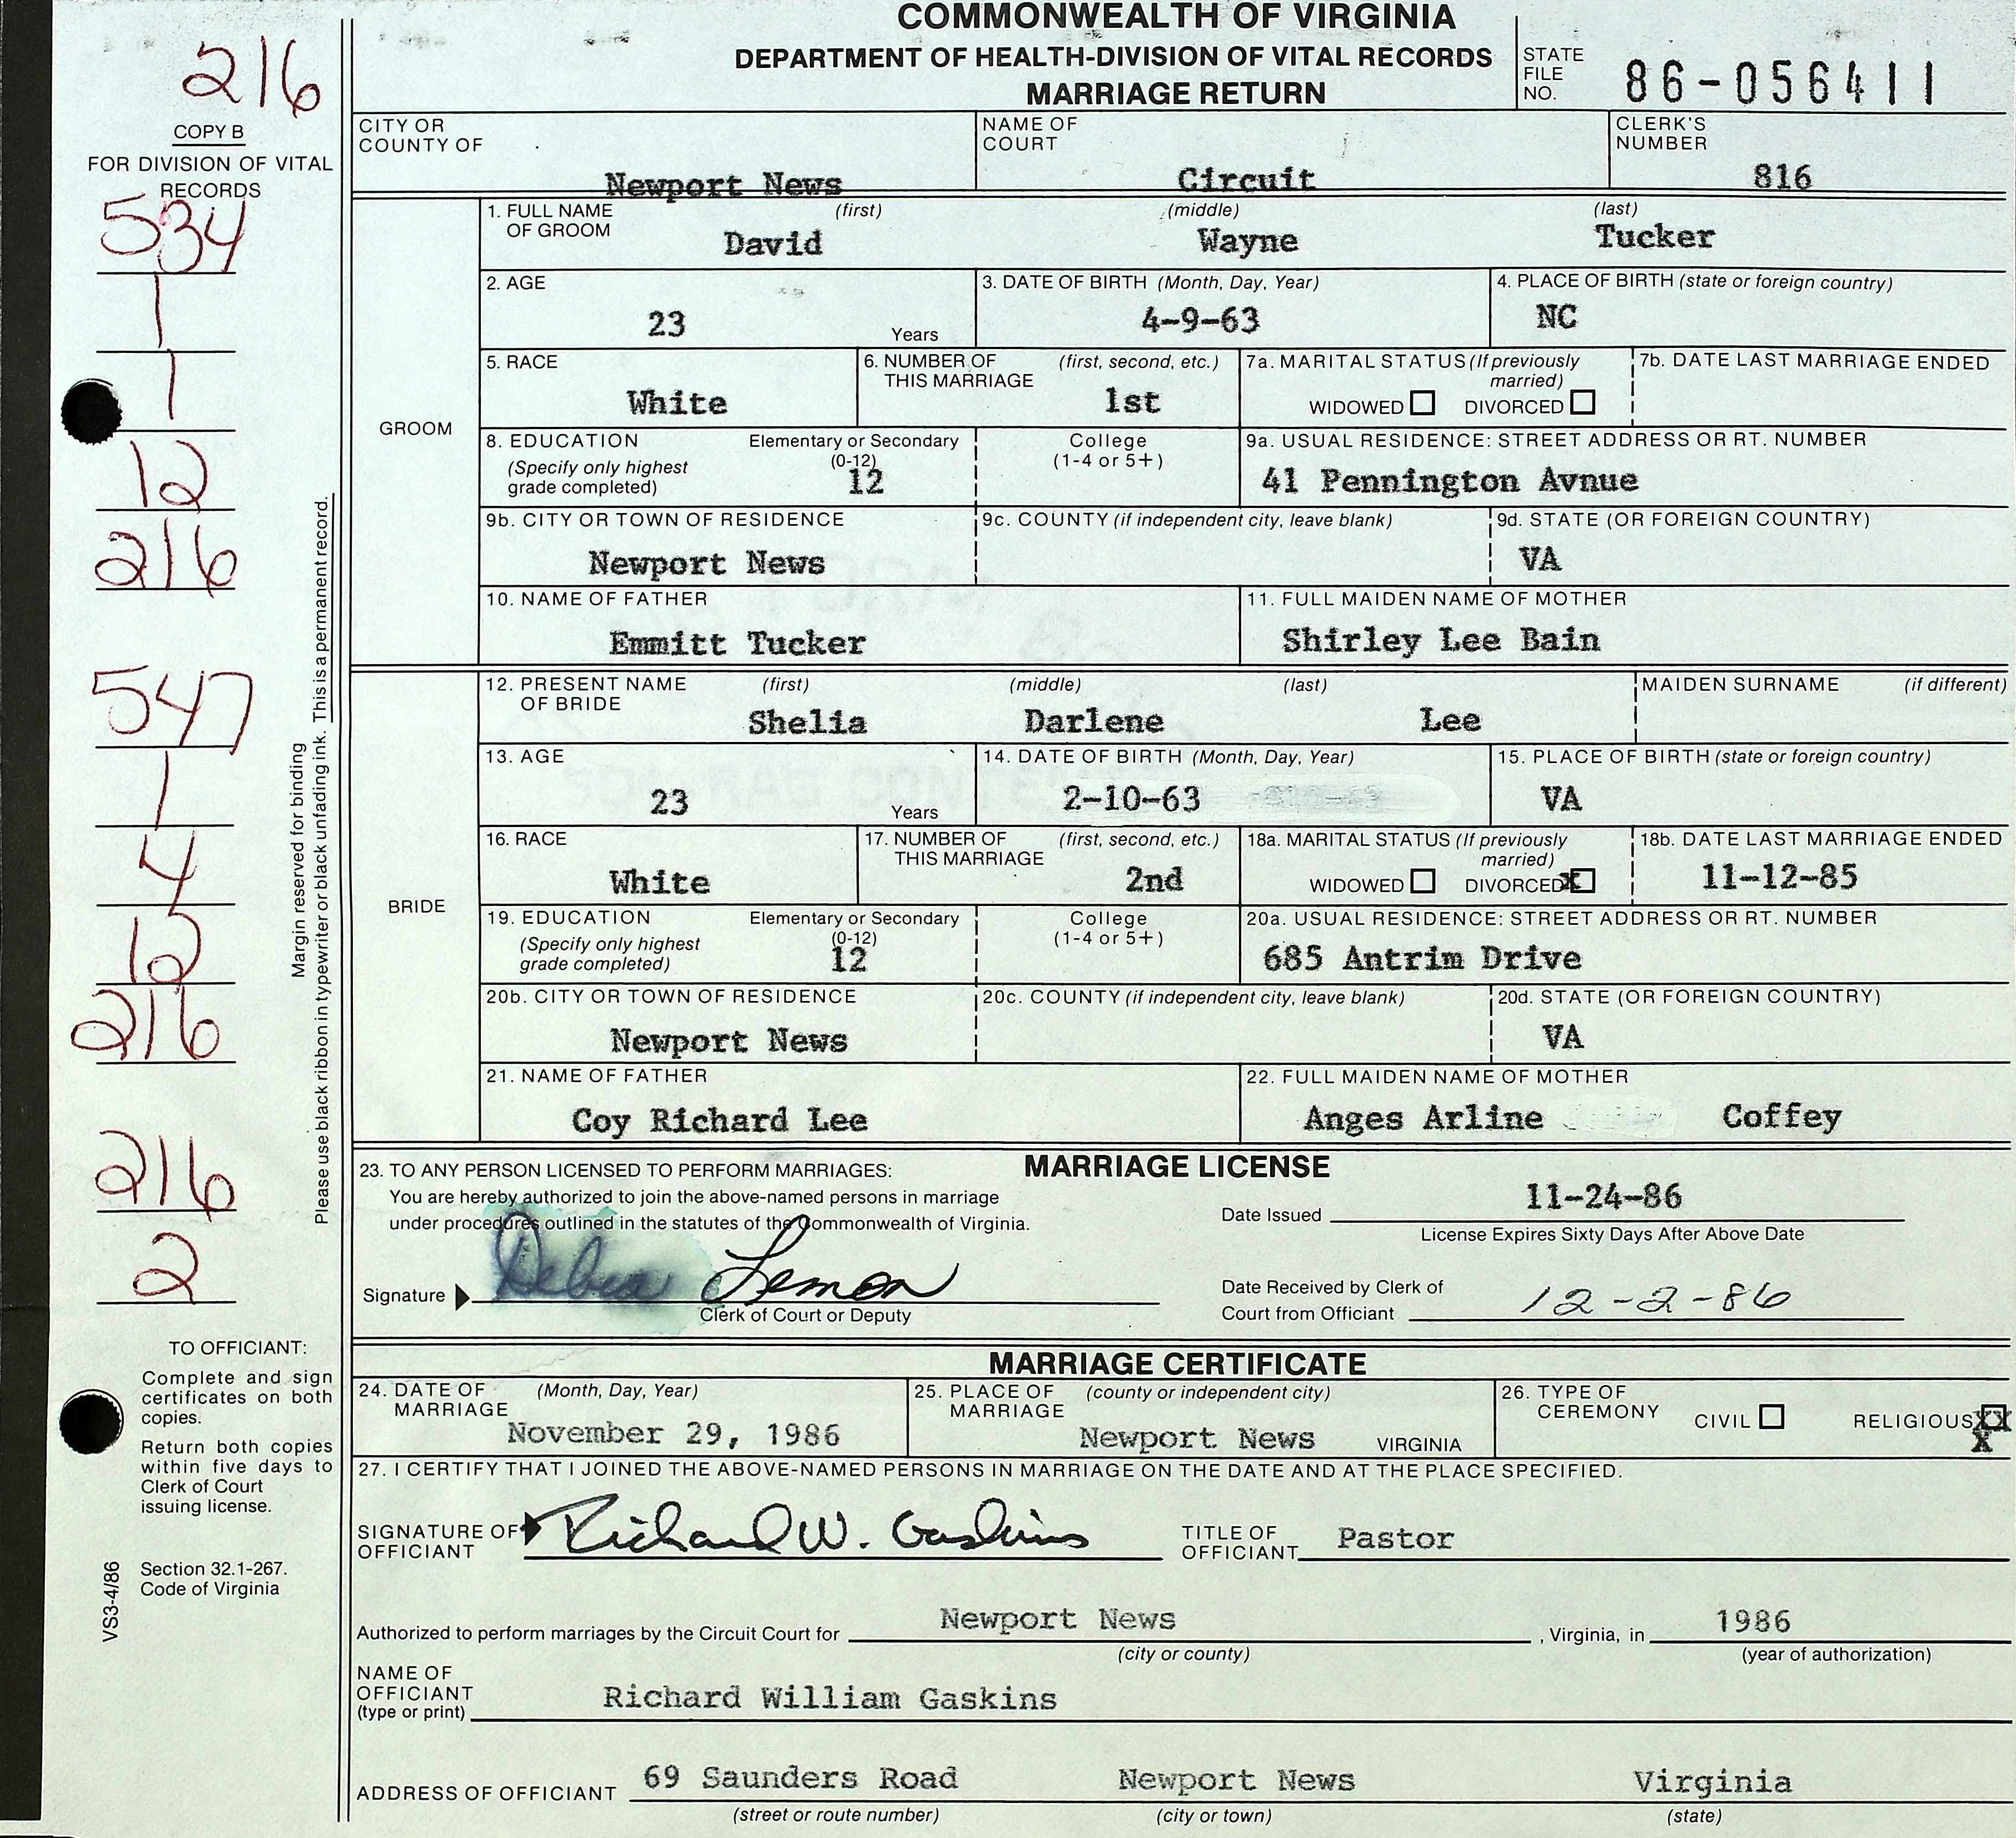 COMMONWEALTH OF VIRGINIA
DEPARTMENT OF HEALTH-DIVISION OF VITAL RECORDS
MARRIAGE RETURN
STATE FILE NO. 86-056411
216
COPY B
FOR DIVISION OF VITAL RECORDS
534
1
1
12
216
547
1
4
12
216
216
2
Margin reserved for binding
Please use black ribbon in typewriter or black unfading ink. This is a permanent record.
TO OFFICIANT:
Complete and sign
certificates on both
copies.
Return both copies
within five days to
Clerk of Court
issuing license.
Section 32.1-267.
Code of Virginia
VS3-4/86
CITY OR COUNTY OF Newport News
NAME OF COURT Circuit
CLERK'S NUMBER 816
GROOM
1. FULL NAME OF GROOM (first) David (middle) Wayne (last) Tucker
2. AGE 23 Years
3. DATE OF BIRTH (Month, Day, Year) 4-9-63
4. PLACE OF BIRTH (state or foreign country) NC
5. RACE White
6. NUMBER OF THIS MARRIAGE (first, second, etc.) 1st
7a. MARITAL STATUS (If previously married) WIDOWED DIVORCED
7b. DATE LAST MARRIAGE ENDED
8. EDUCATION (Specify only highest grade completed) Elementary or Secondary (0-12) 12 College (1-4 or 5+)
9a. USUAL RESIDENCE: STREET ADDRESS OR RT. NUMBER 41 Pennington Avnue
9b. CITY OR TOWN OF RESIDENCE Newport News
9c. COUNTY (if independent city, leave blank)
9d. STATE (OR FOREIGN COUNTRY) VA
10. NAME OF FATHER Emmitt Tucker
11. FULL MAIDEN NAME OF MOTHER Shirley Lee Bain
BRIDE
12. PRESENT NAME OF BRIDE (first) Shelia (middle) Darlene (last) Lee MAIDEN SURNAME (if different)
13. AGE 23 Years
14. DATE OF BIRTH (Month, Day, Year) 2-10-63
15. PLACE OF BIRTH (state or foreign country) VA
16. RACE White
17. NUMBER OF THIS MARRIAGE (first, second, etc.) 2nd
18a. MARITAL STATUS (If previously married) WIDOWED DIVORCED X
18b. DATE LAST MARRIAGE ENDED 11-12-85
19. EDUCATION (Specify only highest grade completed) Elementary or Secondary (0-12) 12 College (1-4 or 5+)
20a. USUAL RESIDENCE: STREET ADDRESS OR RT. NUMBER 685 Antrim Drive
20b. CITY OR TOWN OF RESIDENCE Newport News
20c. COUNTY (if independent city, leave blank)
20d. STATE (OR FOREIGN COUNTRY) VA
21. NAME OF FATHER Coy Richard Lee
22. FULL MAIDEN NAME OF MOTHER Anges Arline Coffey
MARRIAGE LICENSE
23. TO ANY PERSON LICENSED TO PERFORM MARRIAGES:
You are hereby authorized to join the above-named persons in marriage
under procedures outlined in the statutes of the Commonwealth of Virginia.
Date Issued 11-24-86
License Expires Sixty Days After Above Date
Signature Debra Lemon
Clerk of Court or Deputy
Date Received by Clerk of Court from Officiant 12-2-86
MARRIAGE CERTIFICATE
24. DATE OF MARRIAGE (Month, Day, Year) November 29, 1986
25. PLACE OF MARRIAGE (county or independent city) Newport News VIRGINIA
26. TYPE OF CEREMONY CIVIL RELIGIOUS XX X
27. I CERTIFY THAT I JOINED THE ABOVE-NAMED PERSONS IN MARRIAGE ON THE DATE AND AT THE PLACE SPECIFIED.
SIGNATURE OF OFFICIANT Richard W. Gaskins
TITLE OF OFFICIANT Pastor
Authorized to perform marriages by the Circuit Court for Newport News, Virginia, in 1986
(city or county) (year of authorization)
NAME OF OFFICIANT (type or print) Richard William Gaskins
ADDRESS OF OFFICIANT 69 Saunders Road Newport News Virginia
(street or route number) (city or town) (state)